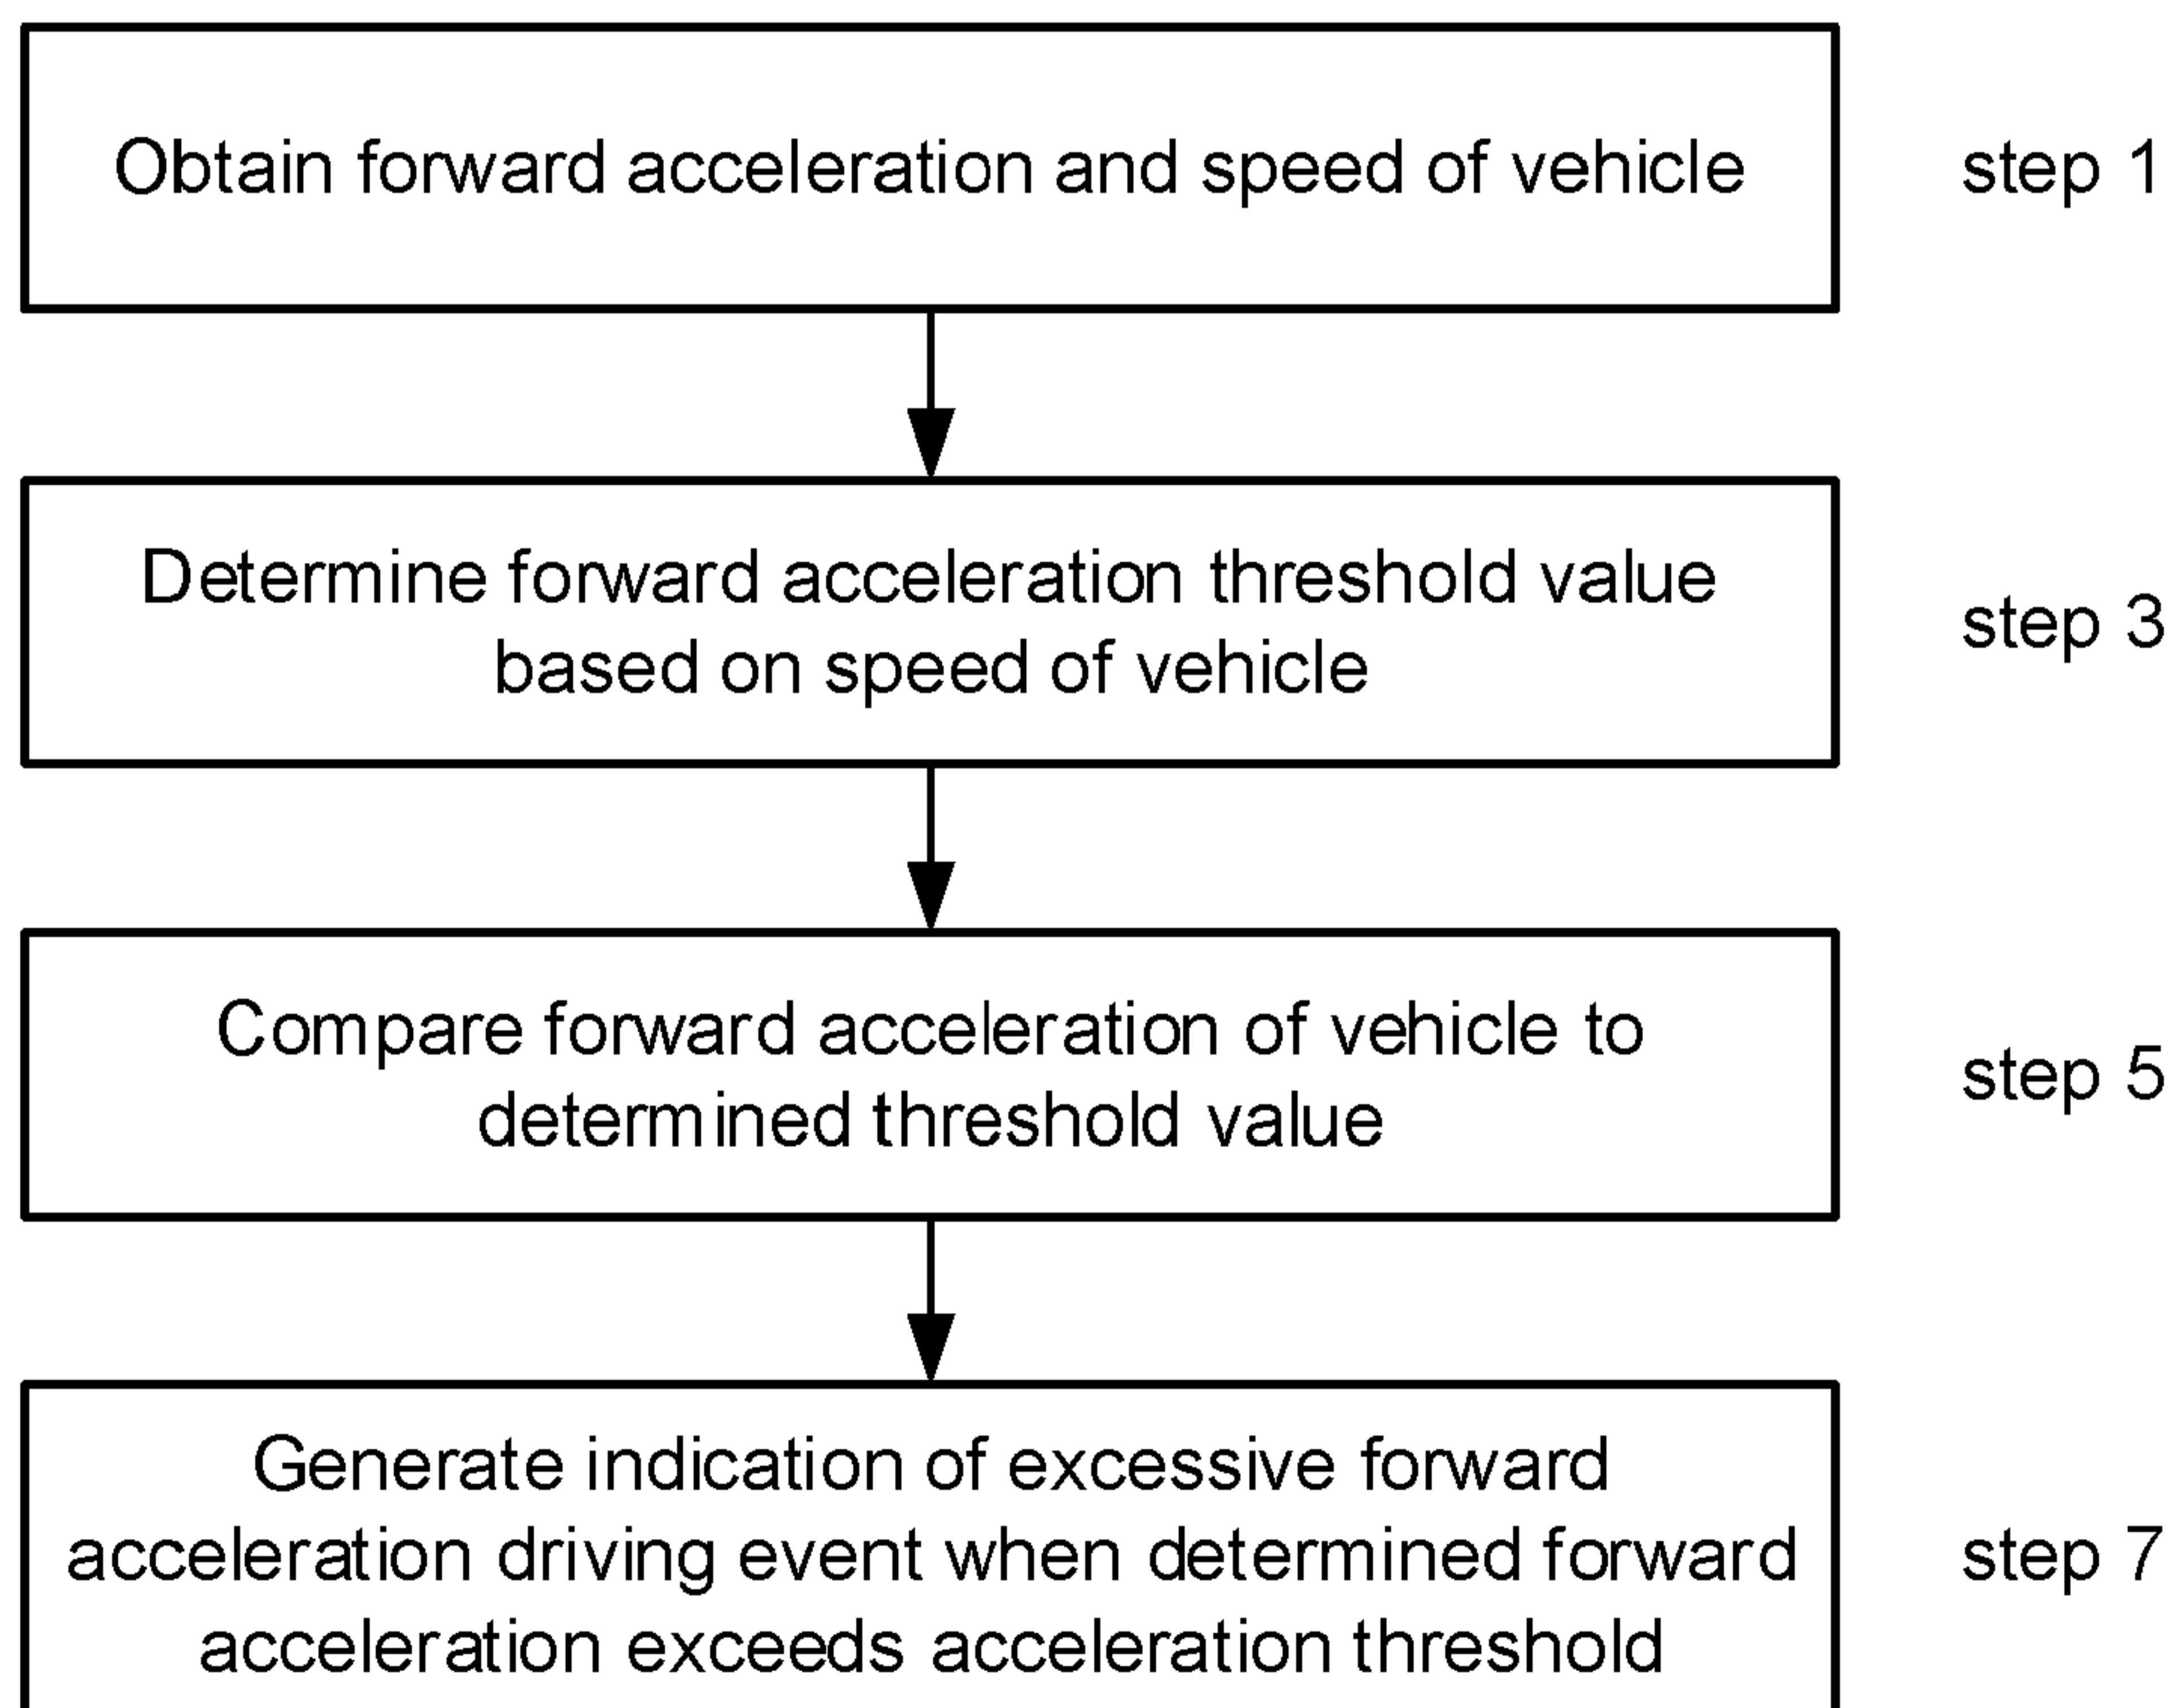 Obtain forward acceleration and speed of vehicle
step 1
Determine forward acceleration threshold value
based on speed of vehicle
step 3
Compare forward acceleration of vehicle to
determined threshold value
step 5
Generate indication of excessive forward
acceleration driving event when determined forward
acceleration exceeds acceleration threshold
step 7